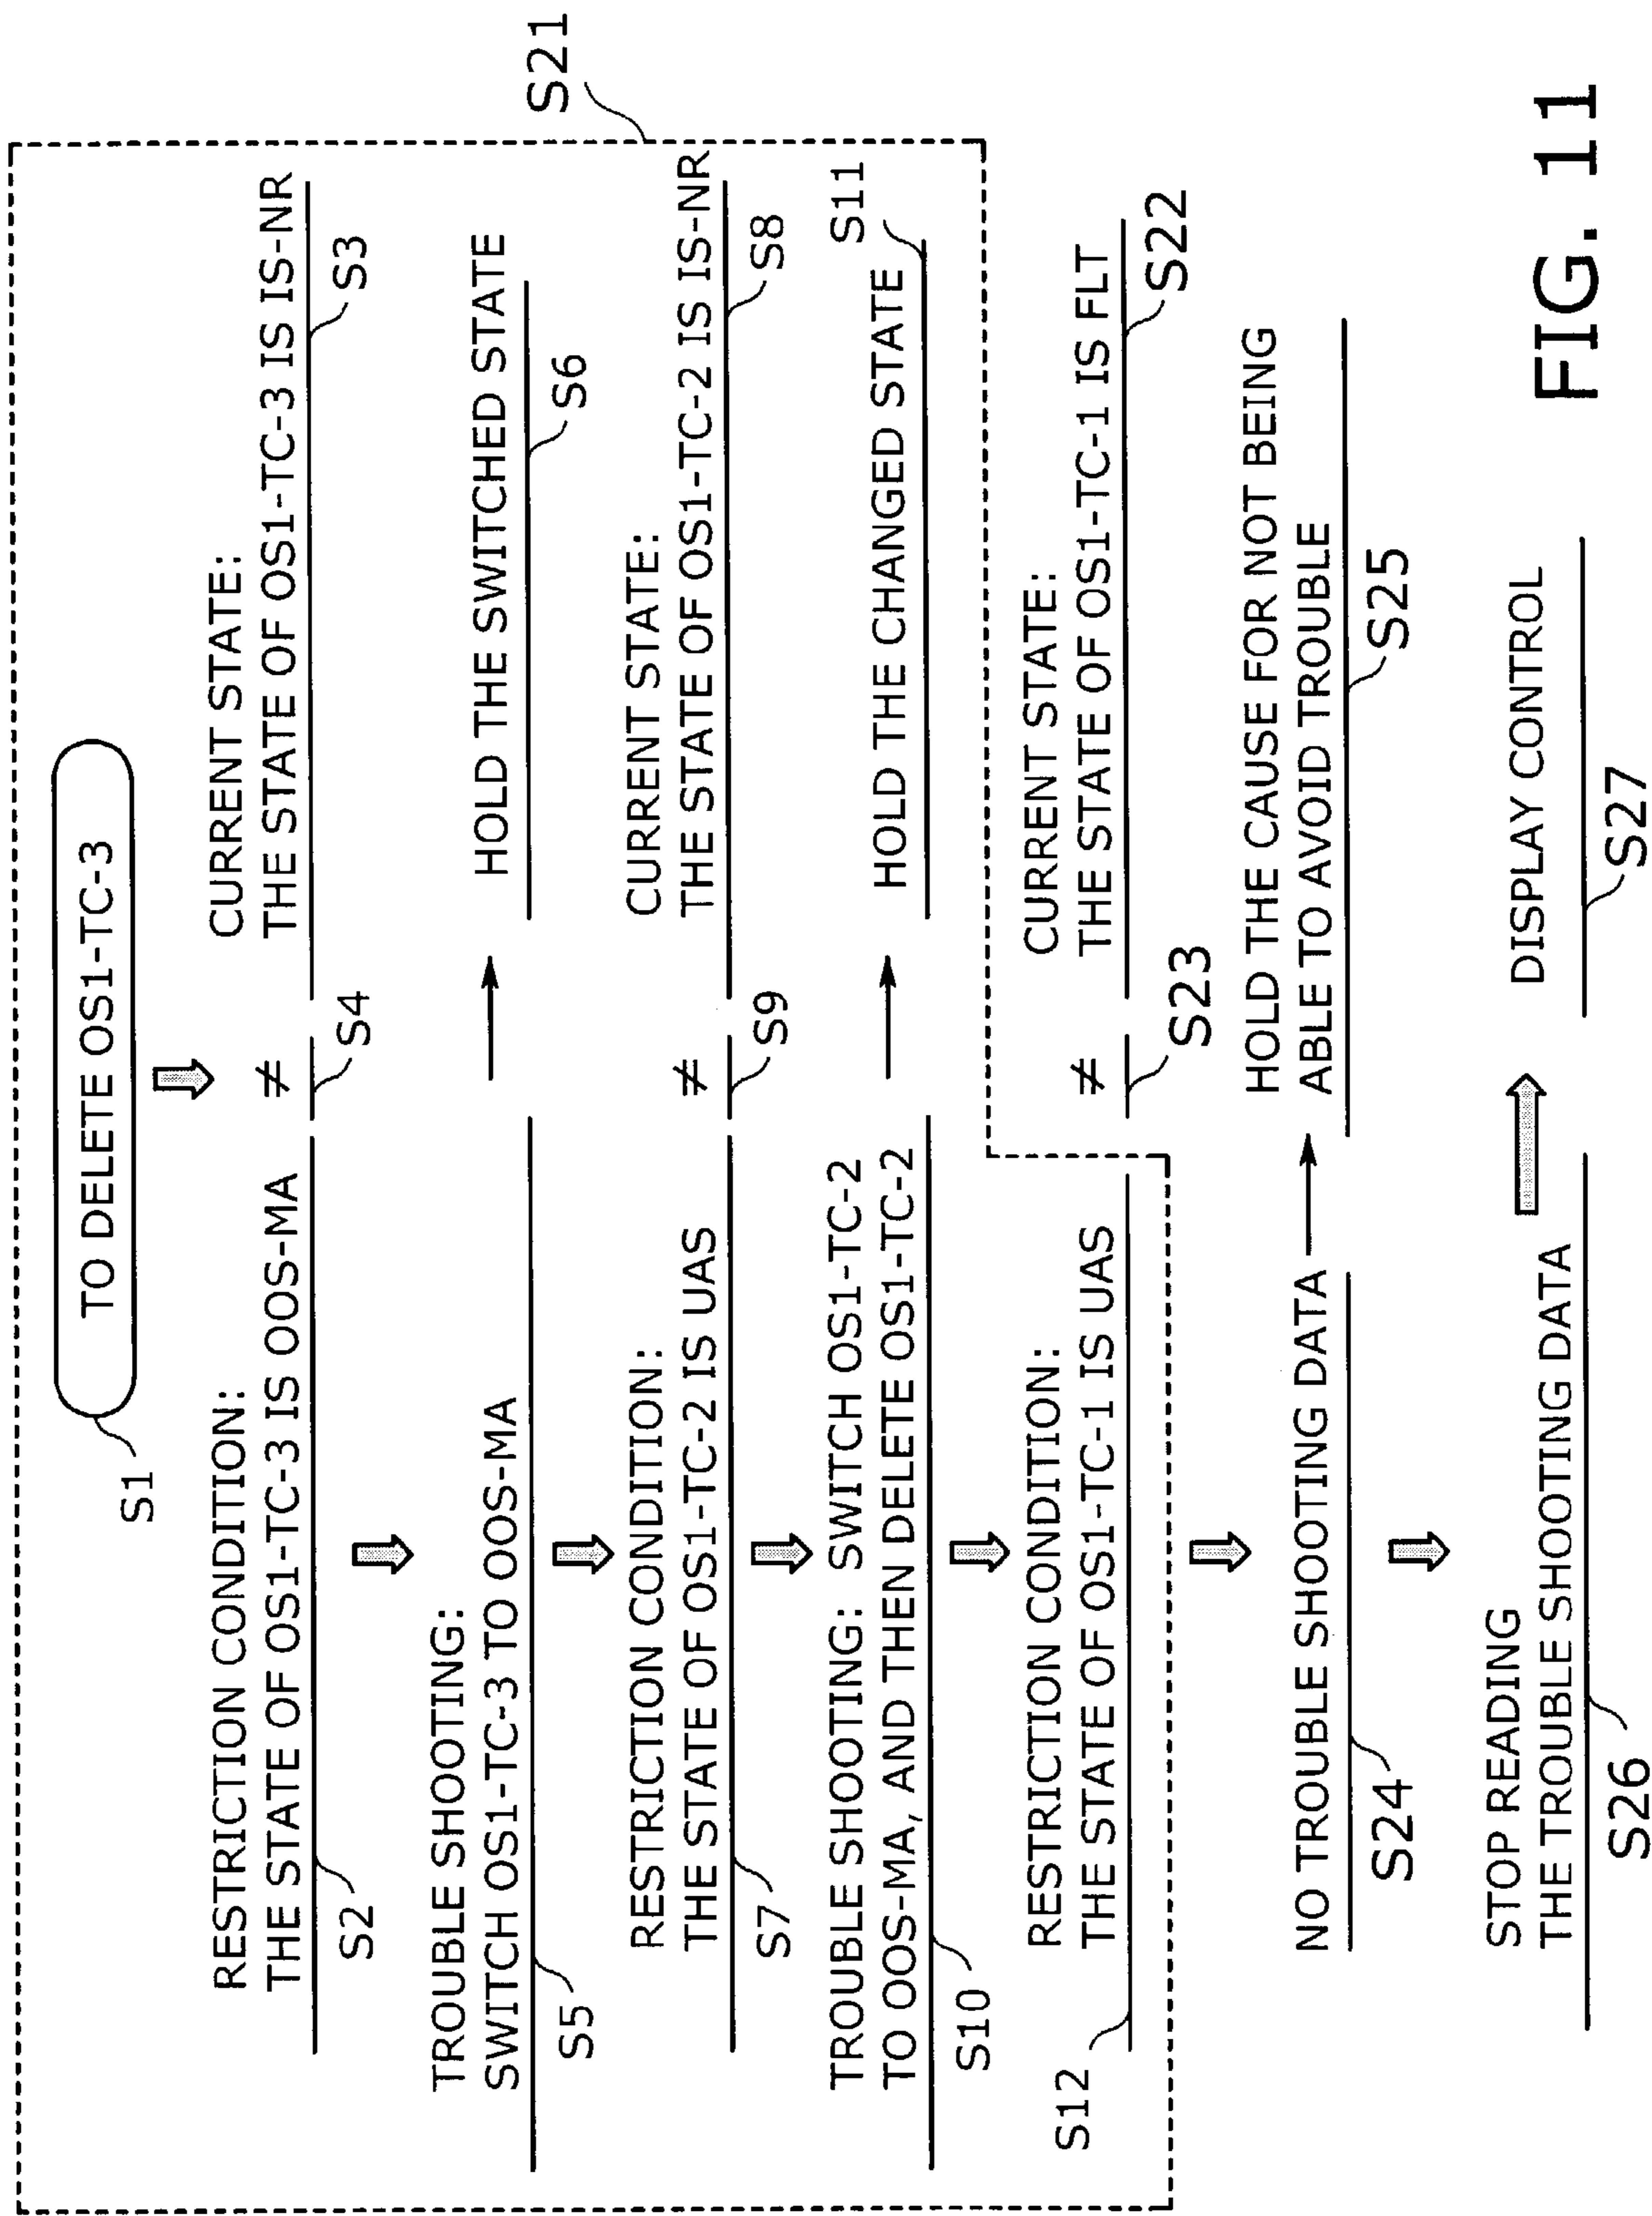 S21
TO DELETE OS1-TC-3
S1
RESTRICTION CONDITION:
THE STATE OF OS1-TC-3 IS OOS-MA
S2
≠
S4
CURRENT STATE:
THE STATE OF OS1-TC-3 IS IS-NR
S3
TROUBLE SHOOTING:
SWITCH OS1-TC-3 TO OOS-MA
S5
HOLD THE SWITCHED STATE
S6
RESTRICTION CONDITION:
THE STATE OF OS1-TC-2 IS UAS
S7
≠
S9
CURRENT STATE:
THE STATE OF OS1-TC-2 IS IS-NR
S8
TROUBLE SHOOTING: SWITCH OS1-TC-2
TO OOS-MA, AND THEN DELETE OS1-TC-2
S10
HOLD THE CHANGED STATE
S11
RESTRICTION CONDITION:
THE STATE OF OS1-TC-1 IS UAS
S12
≠
S23
CURRENT STATE:
THE STATE OF OS1-TC-1 IS FLT
S22
NO TROUBLE SHOOTING DATA
S24
HOLD THE CAUSE FOR NOT BEING
ABLE TO AVOID TROUBLE
S25
STOP READING
THE TROUBLE SHOOTING DATA
S26
DISPLAY CONTROL
S27
FIG. 11